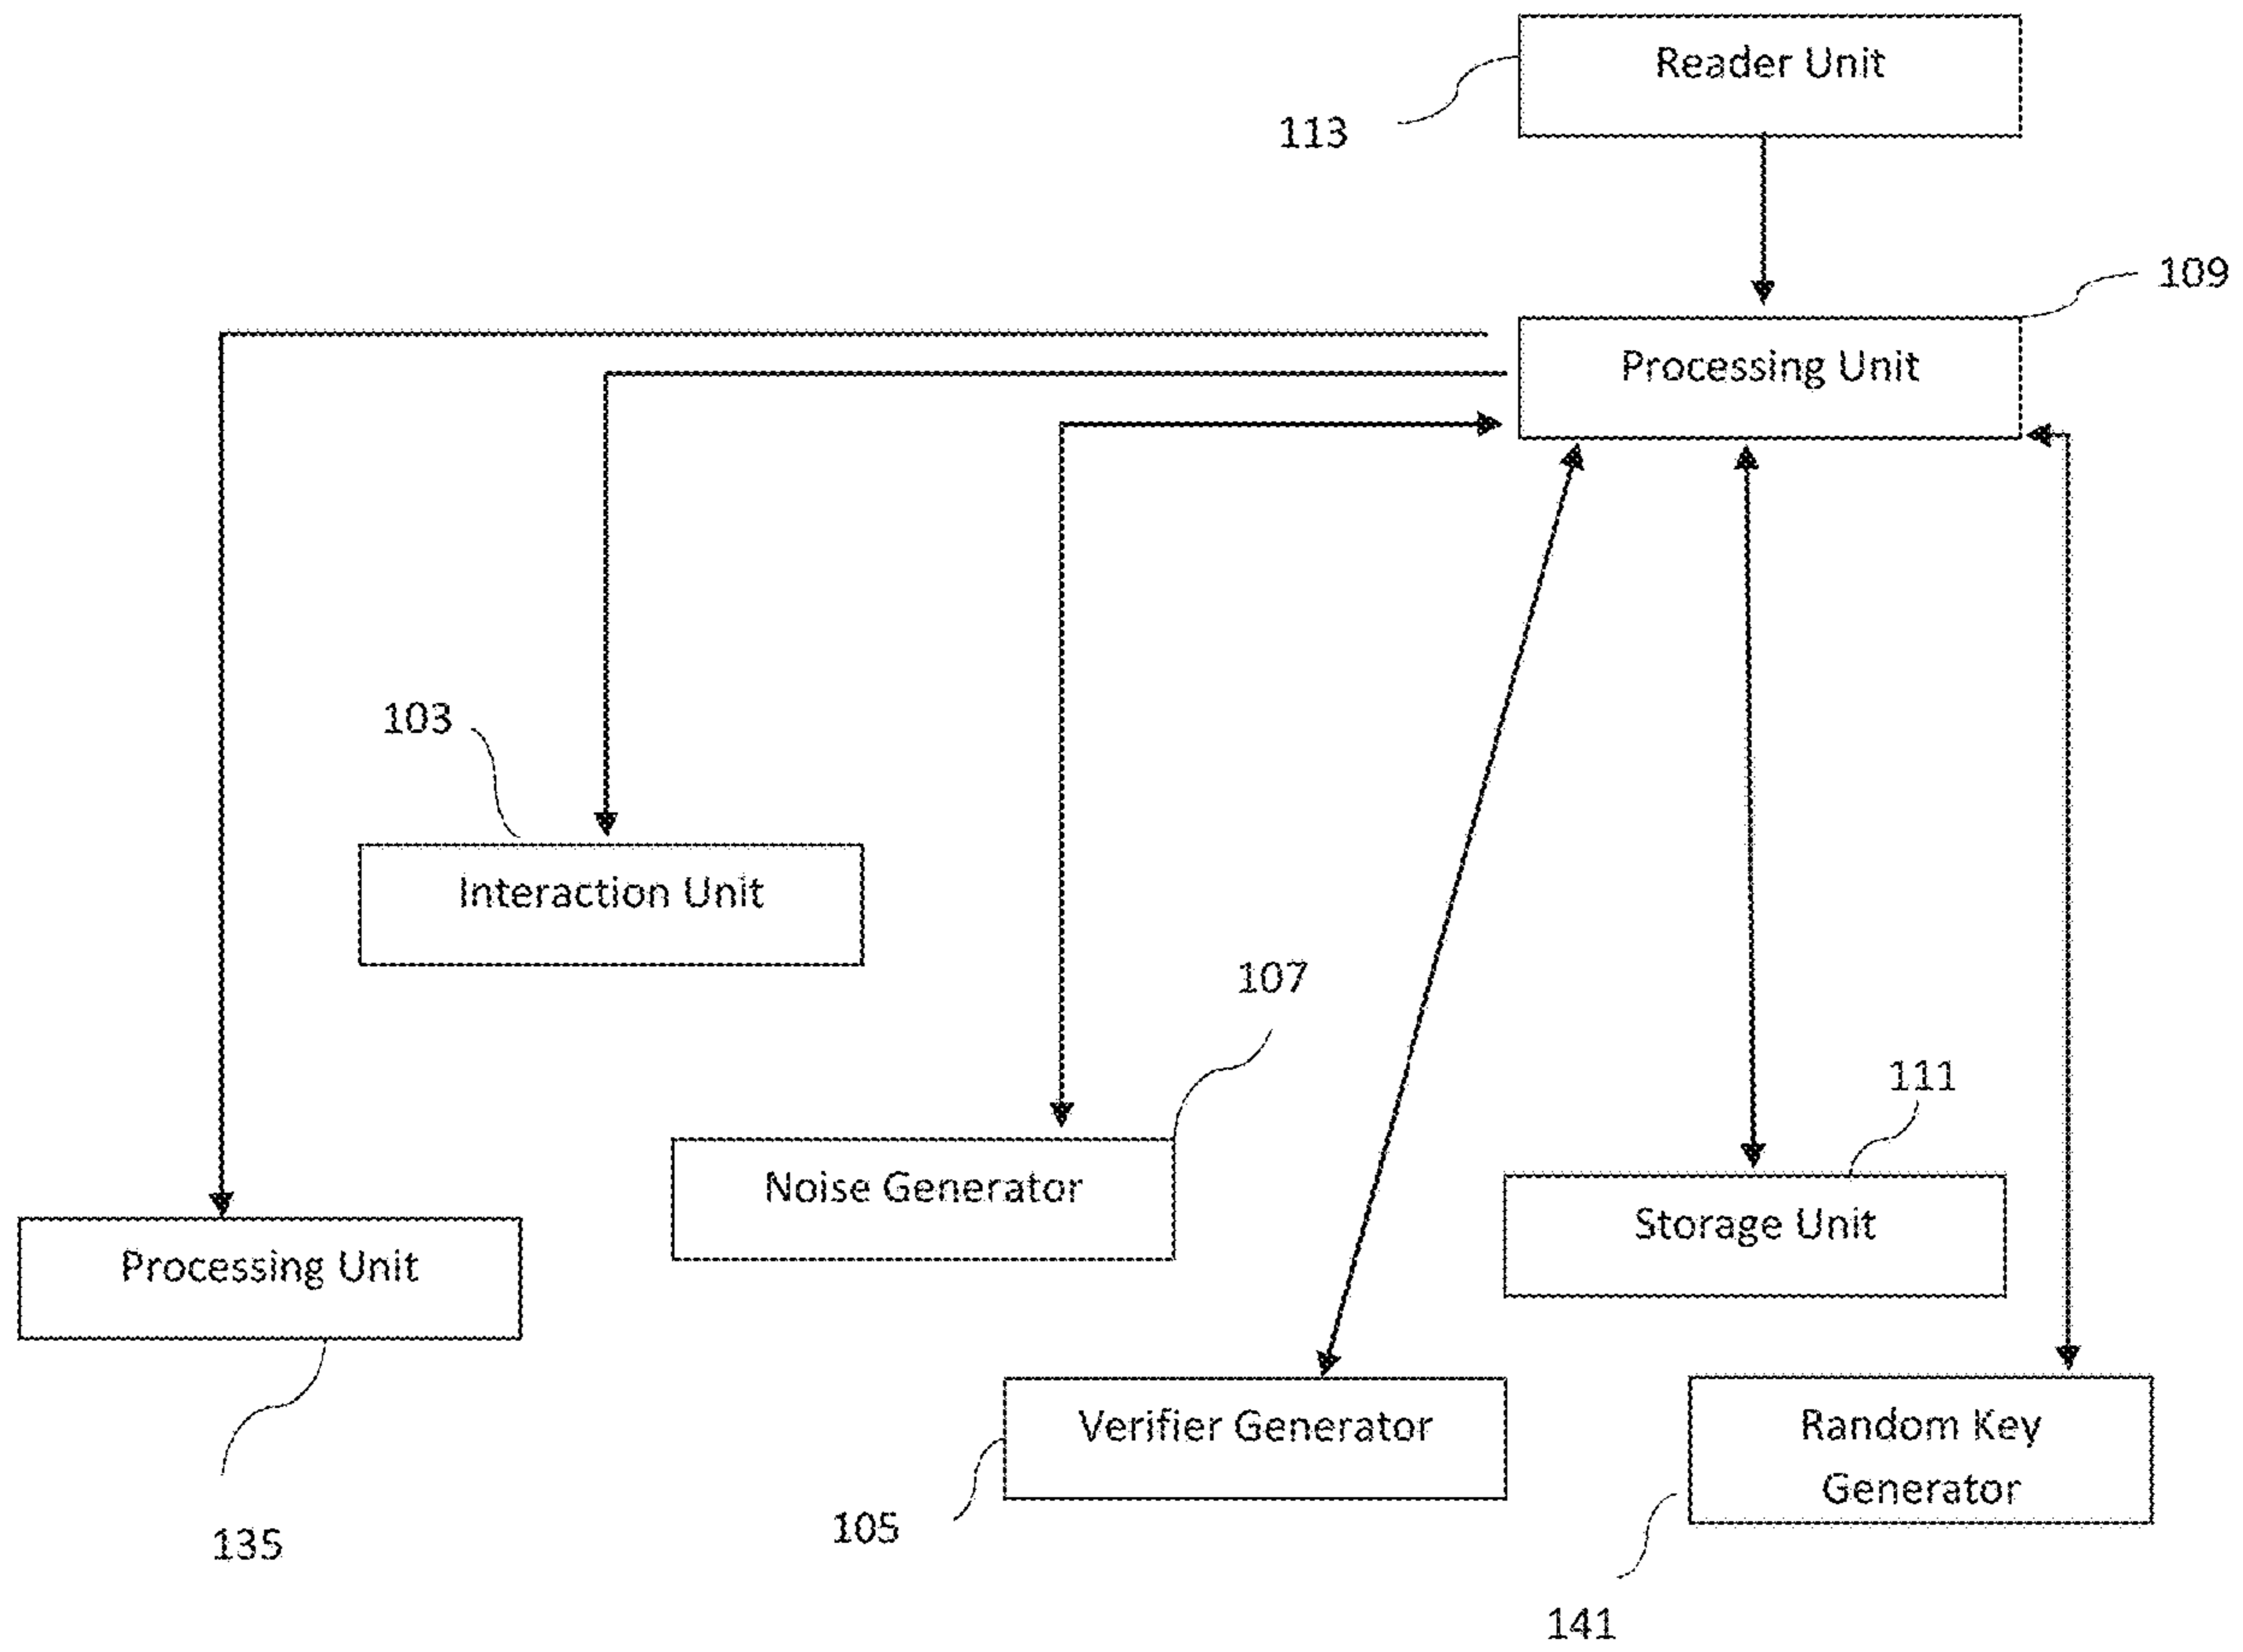 Reader Unit
113
109
Processing Unit
103
Interaction Unit
107
111
Noise Generator
Storage Unit
Processing Unit
Verifier Generator
Random Key
Generator
105
135
141